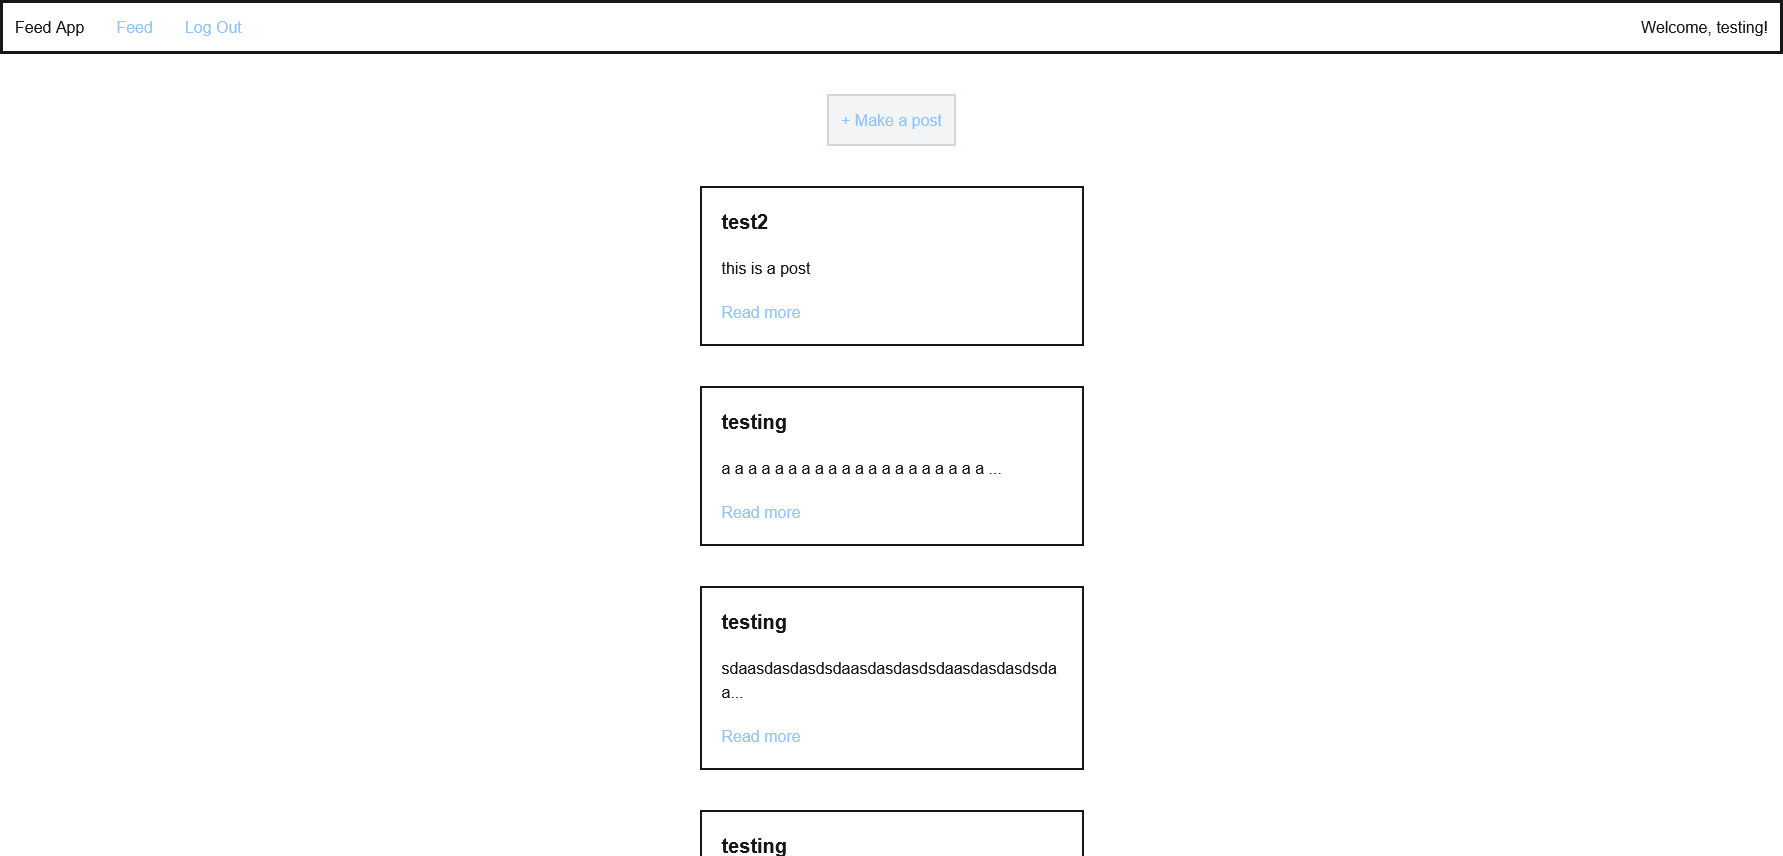 Feed App Feed Log Out Welcome, testing!
+ Make a post
test2
this is a post
Read more
testing
a a a a a a a a a a a a a a a a a a a a ...
Read more
testing
sdaasdasdasdsdaasdasdasdsdaasdasdasdsda
a...
Read more
testing